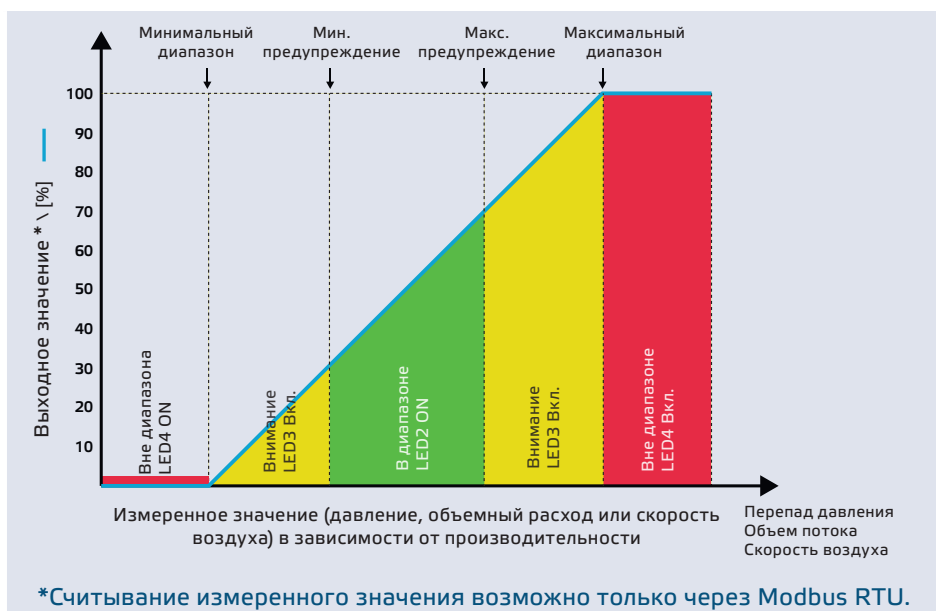 Минимальный
диапазон
Мин.
предупреждение
Макс.
предупреждение
Максимальный
диапазон
Выходное значение * \ [%]
100
90
80
70
60
50
40
30
20
10
Вне диапазона
LED4 ON
Внимание
LED3 Вкл.
В диапазоне
LED2 ON
Внимание
LED3 Вкл.
Вне диапазоне
LED4 Вкл.
Измеренное значение (давление, объемный расход или скорость
воздуха) в зависимости от производительности
Перепад давления
Объем потока
Скорость воздуха
*Считывание измеренного значения возможно только через Modbus RTU.